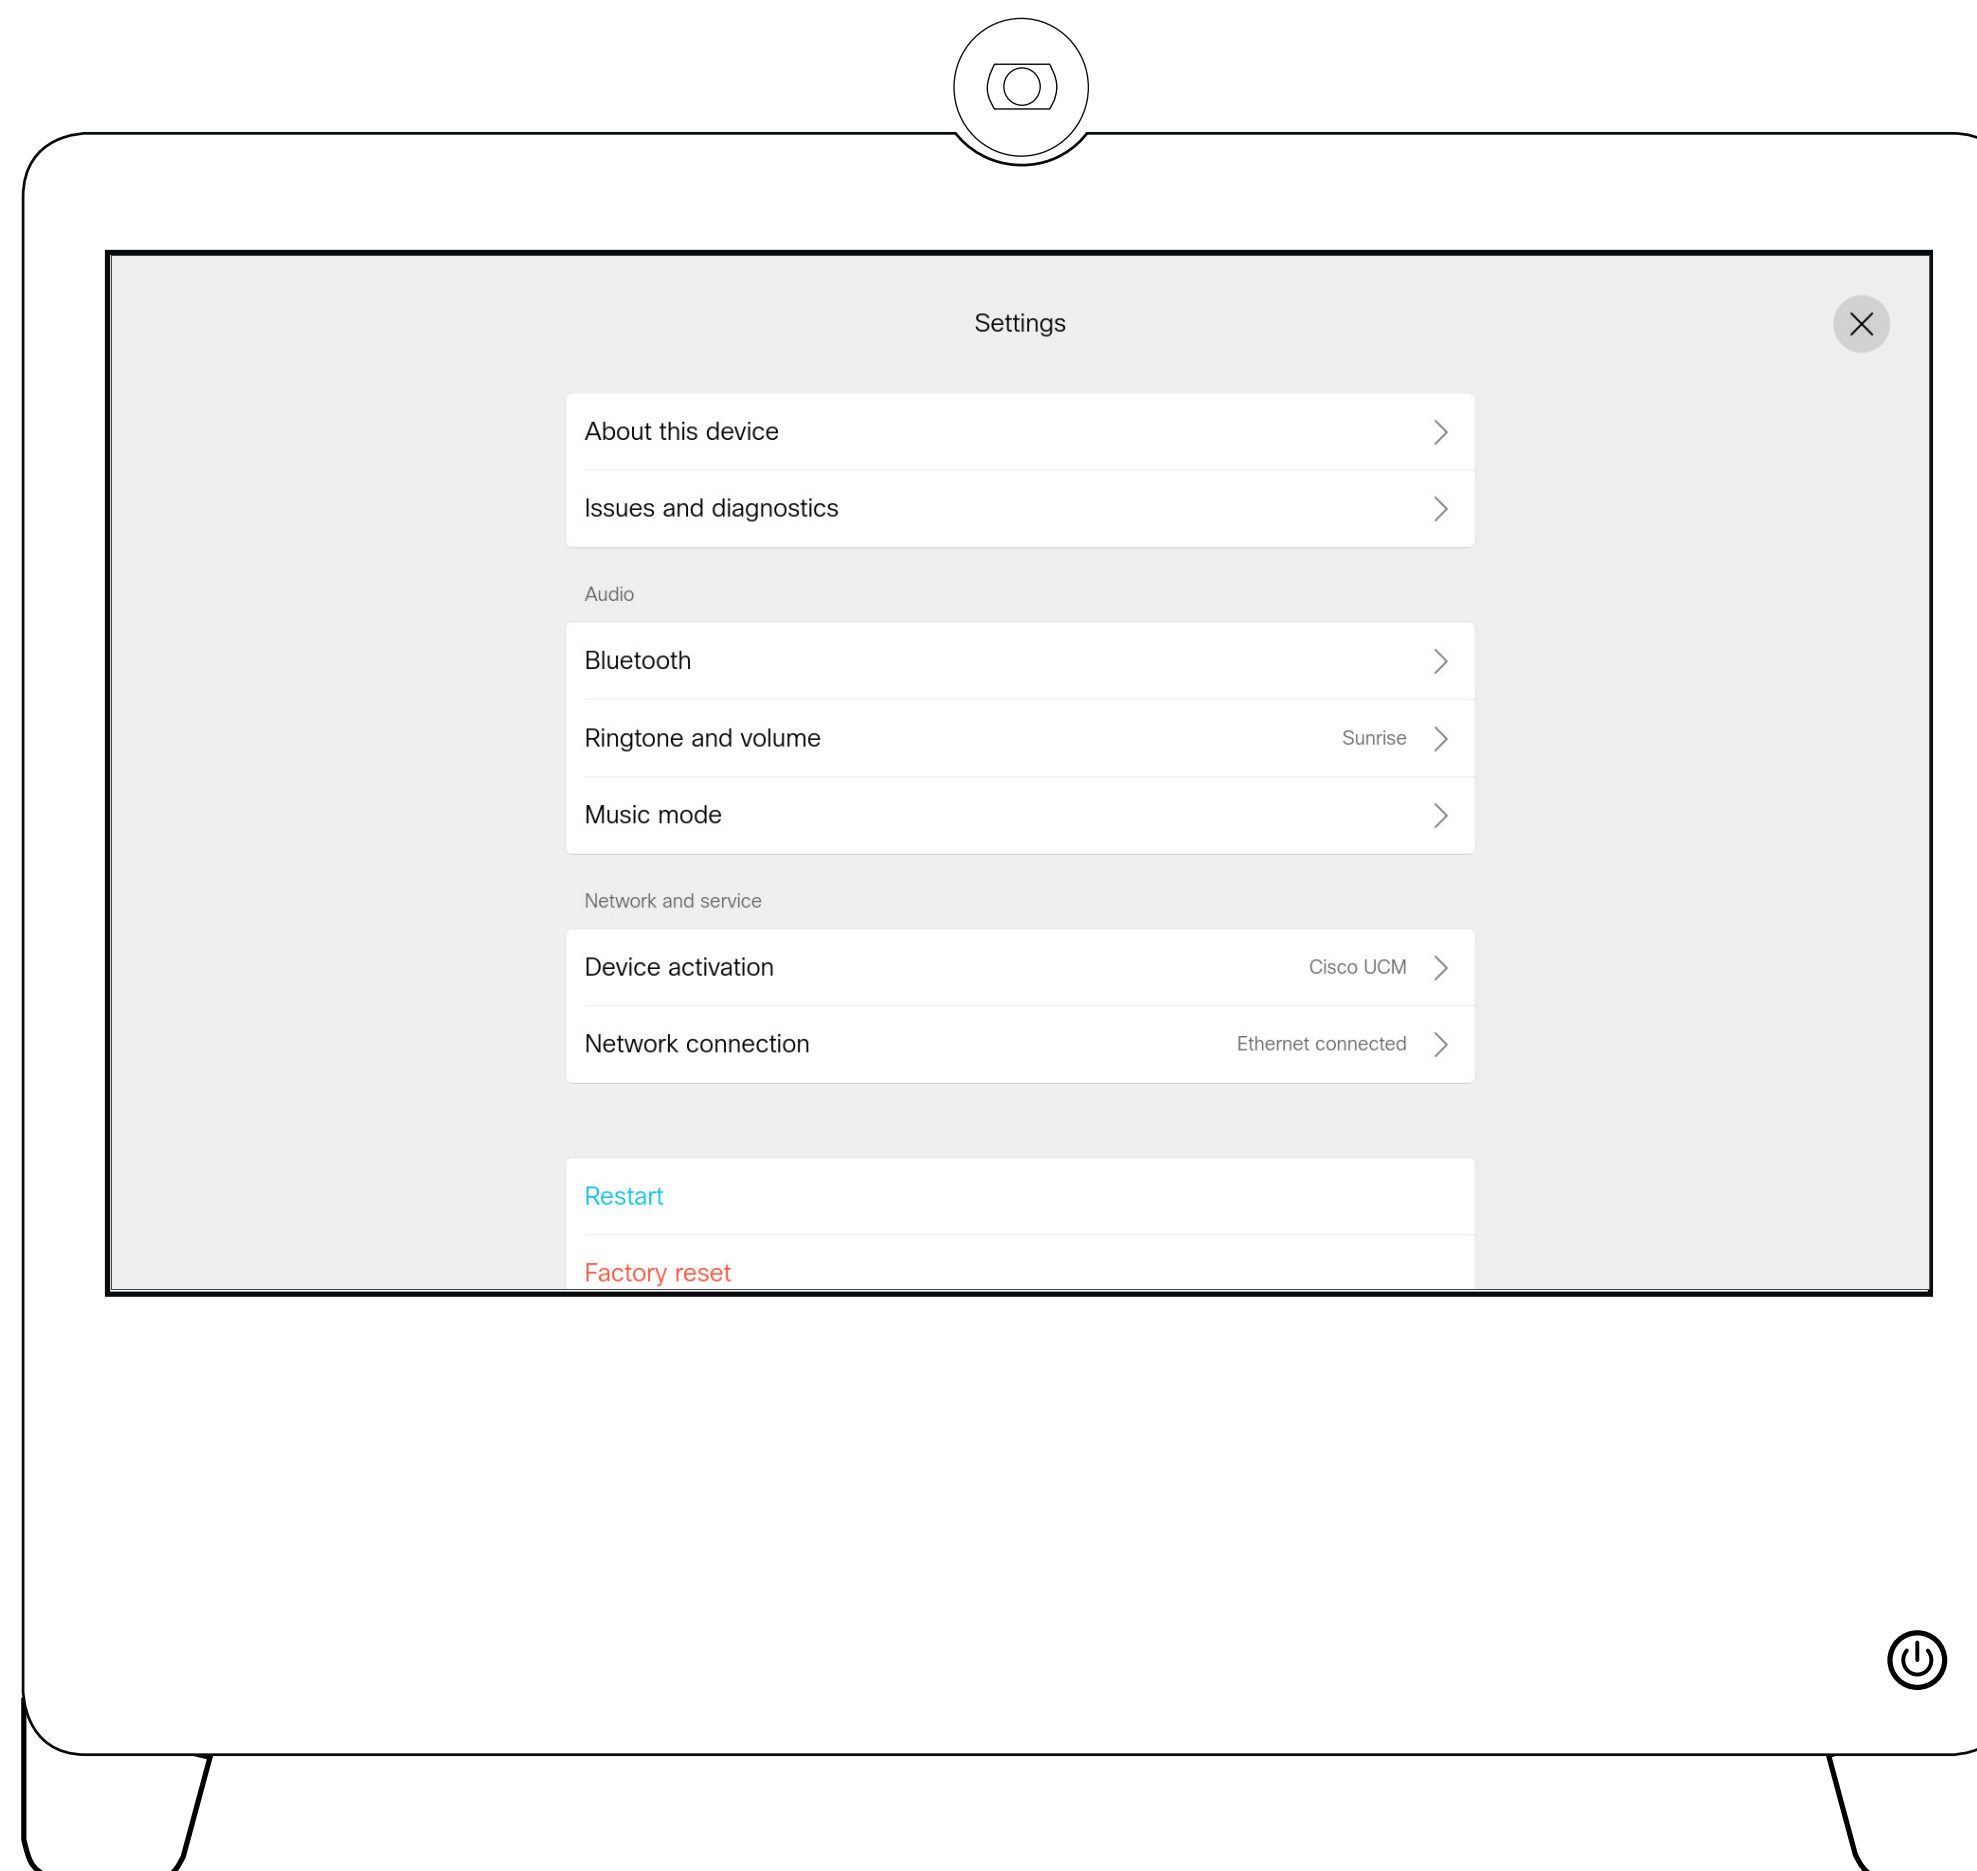 Settings
About this device
Issues and diagnostics
Audio
Bluetooth
Ringtone and volume Sunrise
Music mode
Network and service
Device activation Cisco UCM
Network connection Ethernet connected
Restart
Factory reset